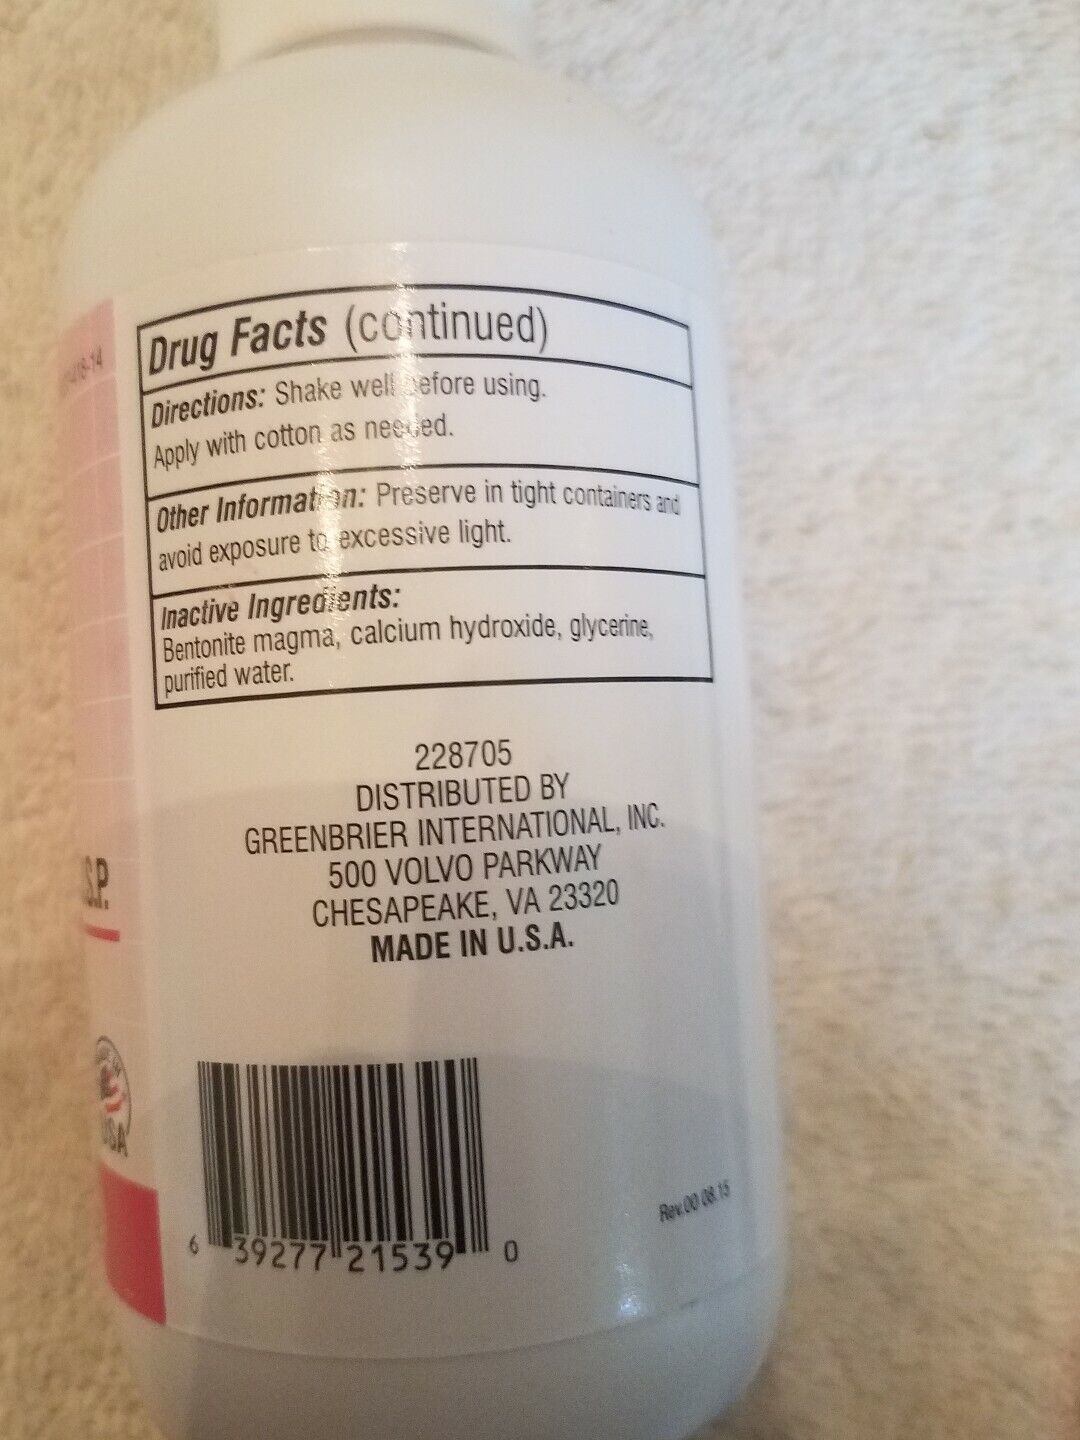 Drug Facts (continued)
Directions: Shake well before using.
Apply with cotton as needed.
Other Information: Preserve in tight containers and
avoid exposure to excessive light.
Inactive Ingredients:
Bentonite magma, calcium hydroxide, glycerine,
purified water.
228705
DISTRIBUTED BY
GREENBRIER INTERNATIONAL, INC.
500 VOLVO PARKWAY
CHESAPEAKE, VA 23320
MADE IN U.S.A.
S.P.
USA
6 39277 21539 0
Rev.00 08.15